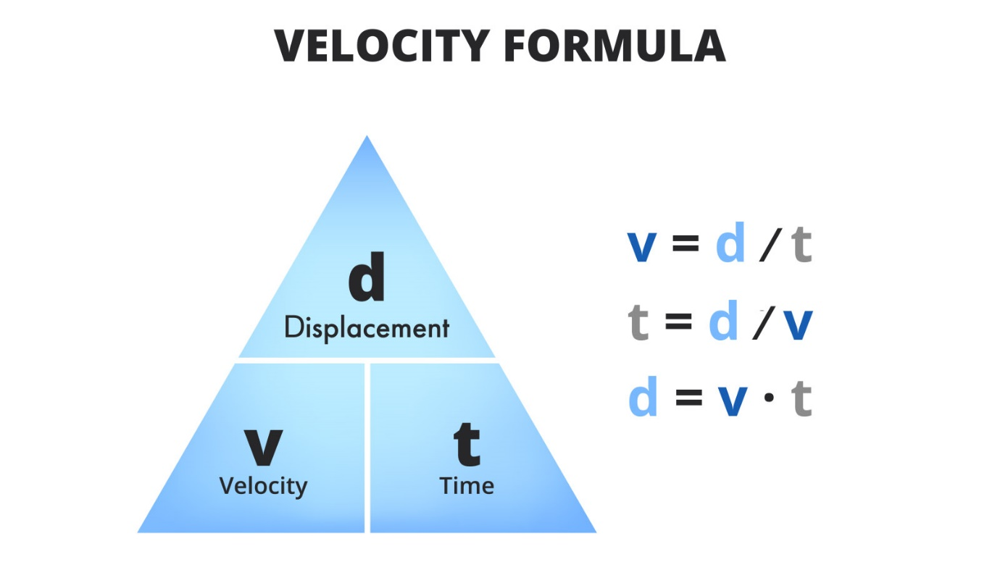 VELOCITY FORMULA
d
Displacement
v
Velocity
t
Time
v = d / t
t = d / v
d = v · t